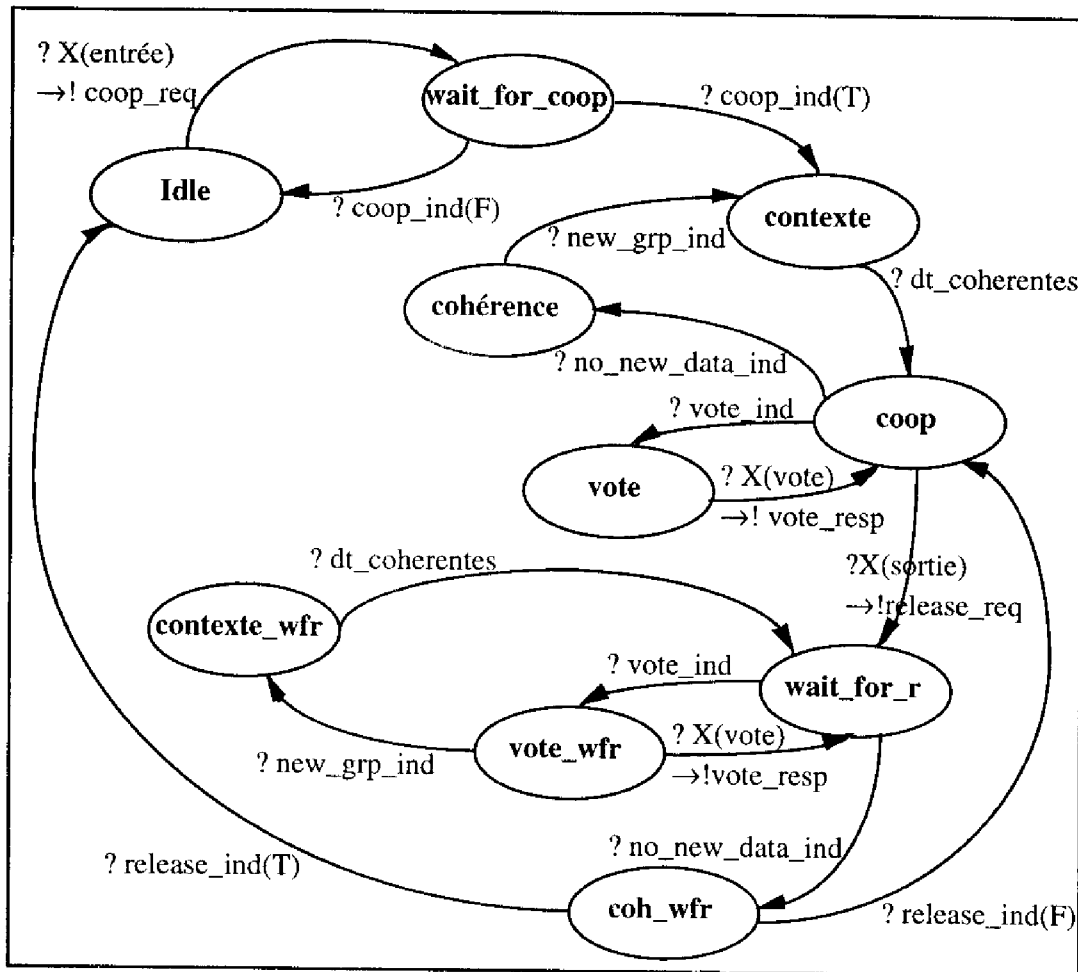 ? X(entrée)
→! coop_req
wait_for_coop
? coop_ind(T)
Idle
? coop_ind(F)
contexte
? new_grp_ind
? dt_coherentes
cohérence
? no_new_data_ind
? vote_ind
coop
vote
? X(vote)
→! vote_resp
? dt_coherentes
?X(sortie)
→!release_req
contexte_wfr
? vote_ind
wait_for_r
? new_grp_ind
vote_wfr
? X(vote)
→!vote_resp
? release_ind(T)
? no_new_data_ind
coh_wfr
? release_ind(F)